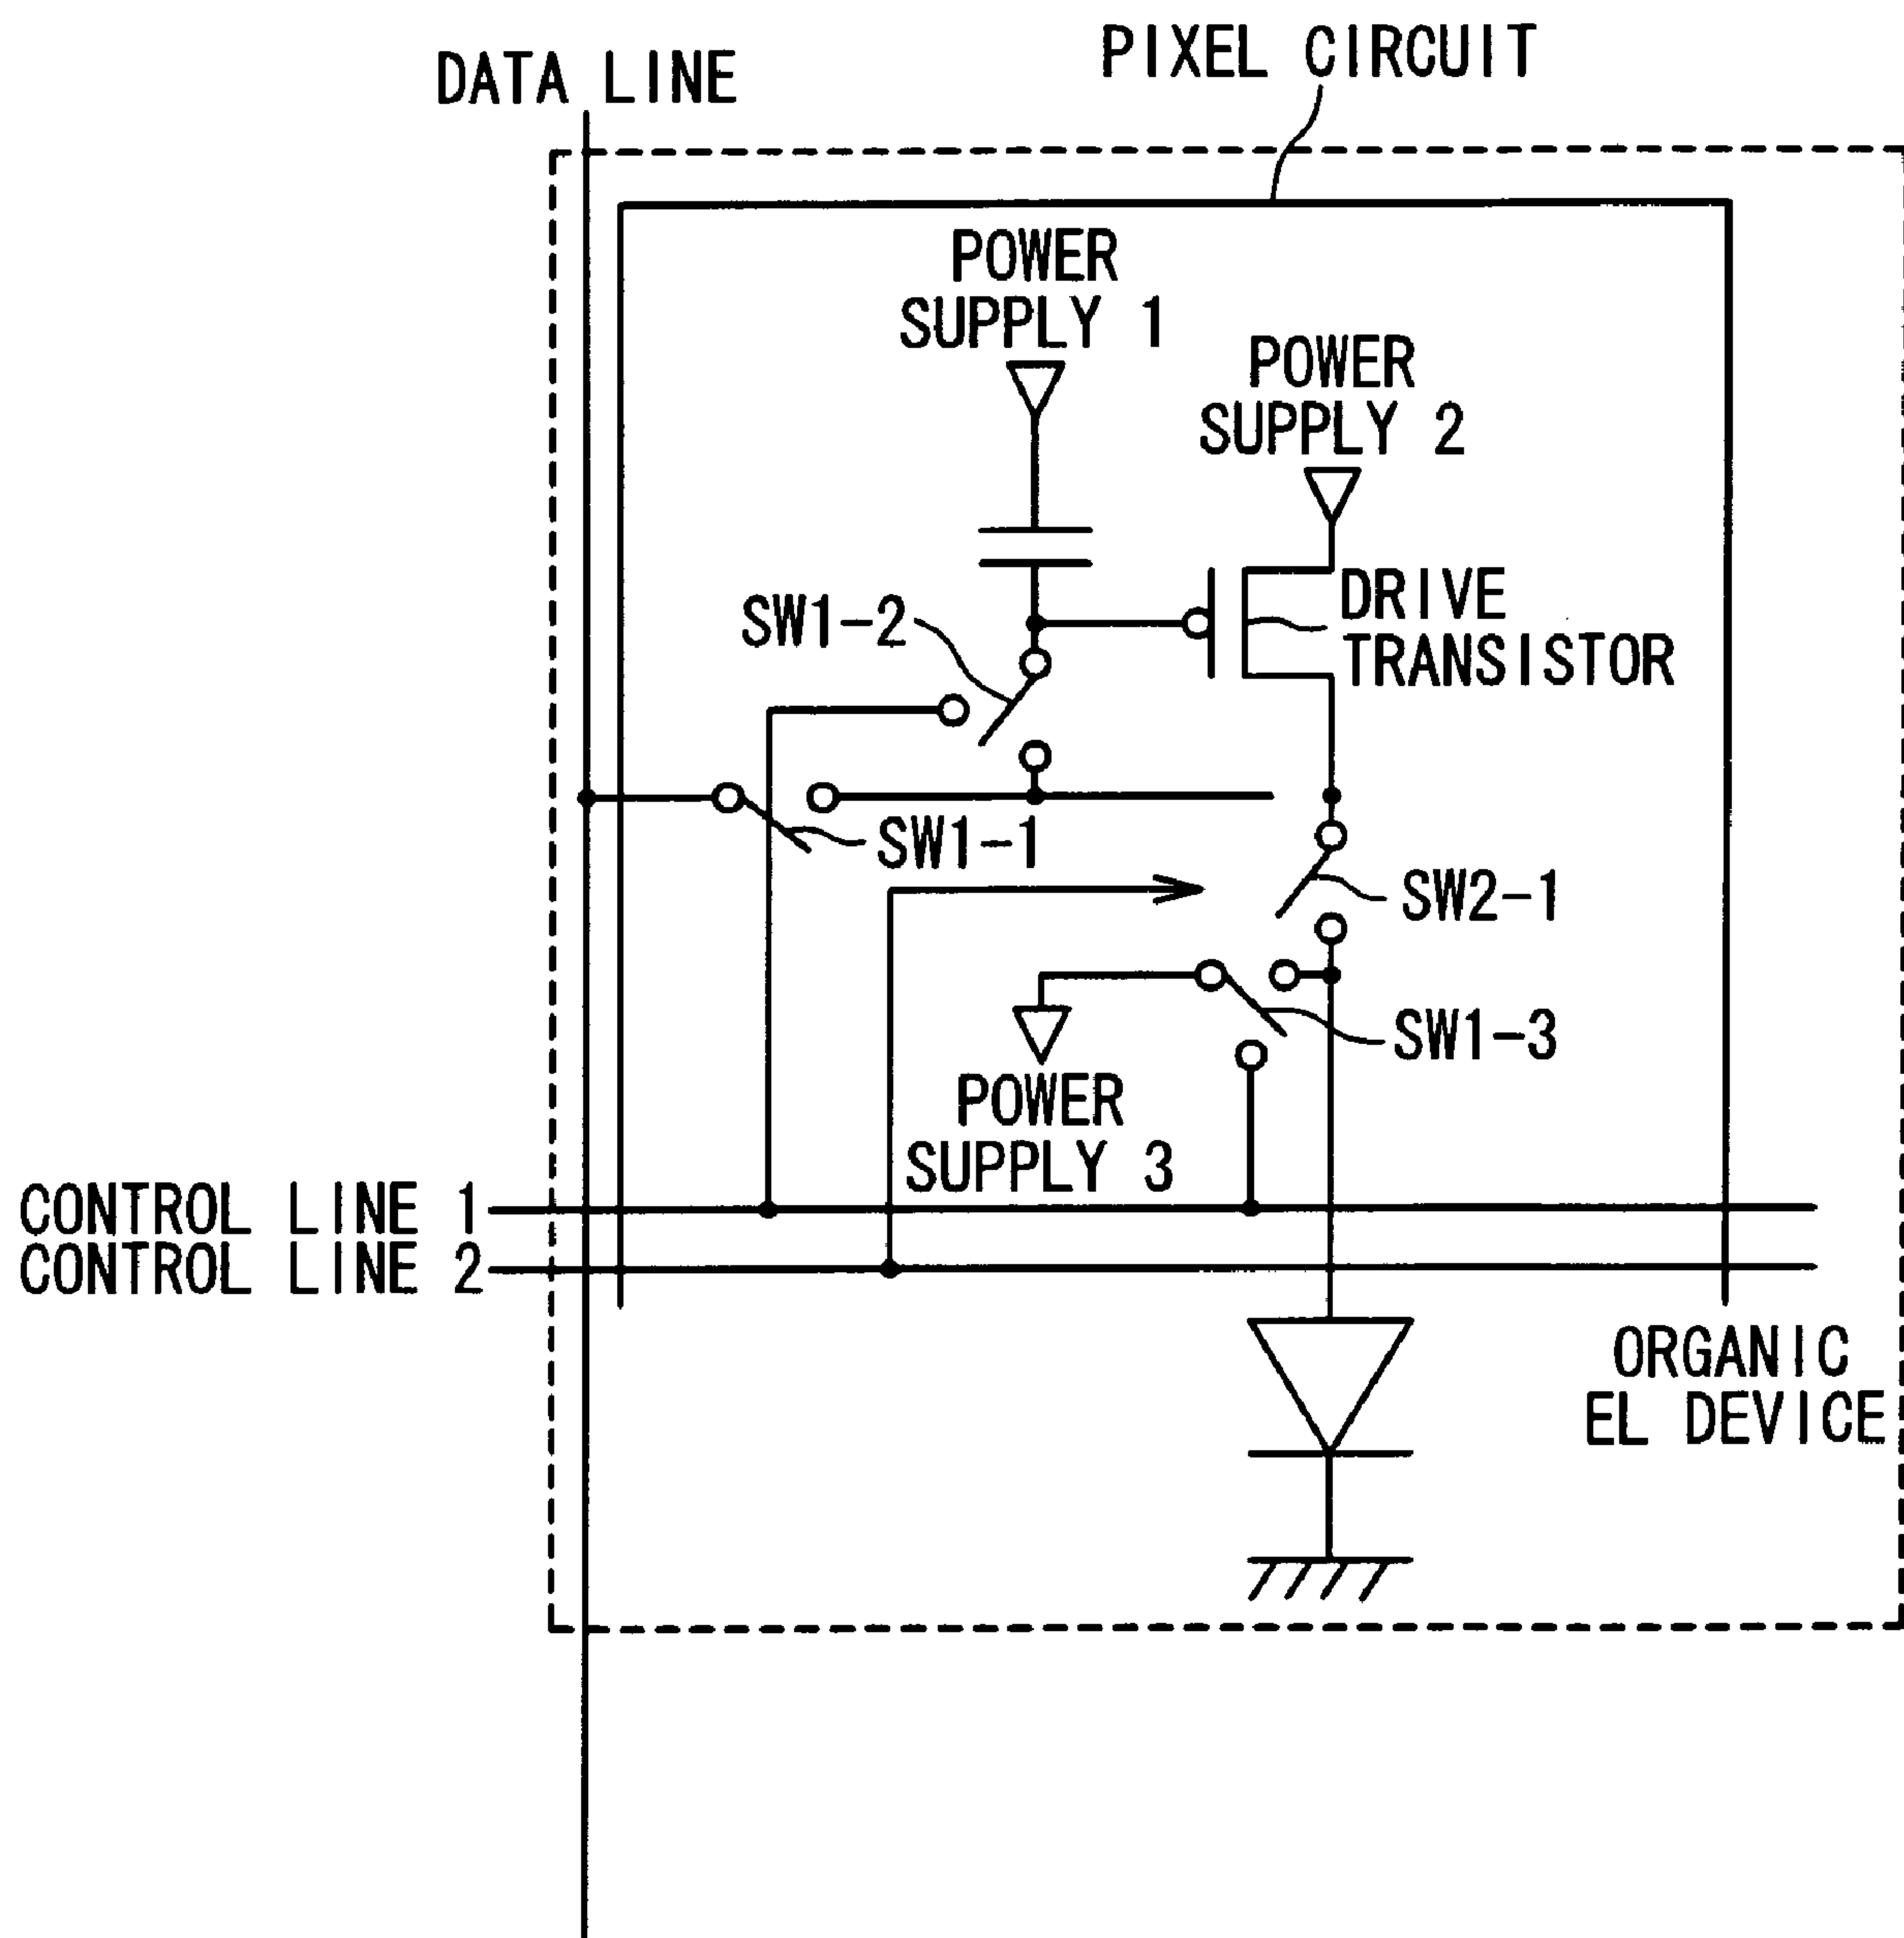 PIXEL CIRCUIT
DATA LINE
POWER
SUPPLY 1
POWER
SUPPLY 2
DRIVE
TRANSISTOR
SW1-2
SW1-1
SW2-1
SW1-3
POWER
SUPPLY 3
CONTROL LINE 1
CONTROL LINE 2
ORGANIC
EL DEVICE